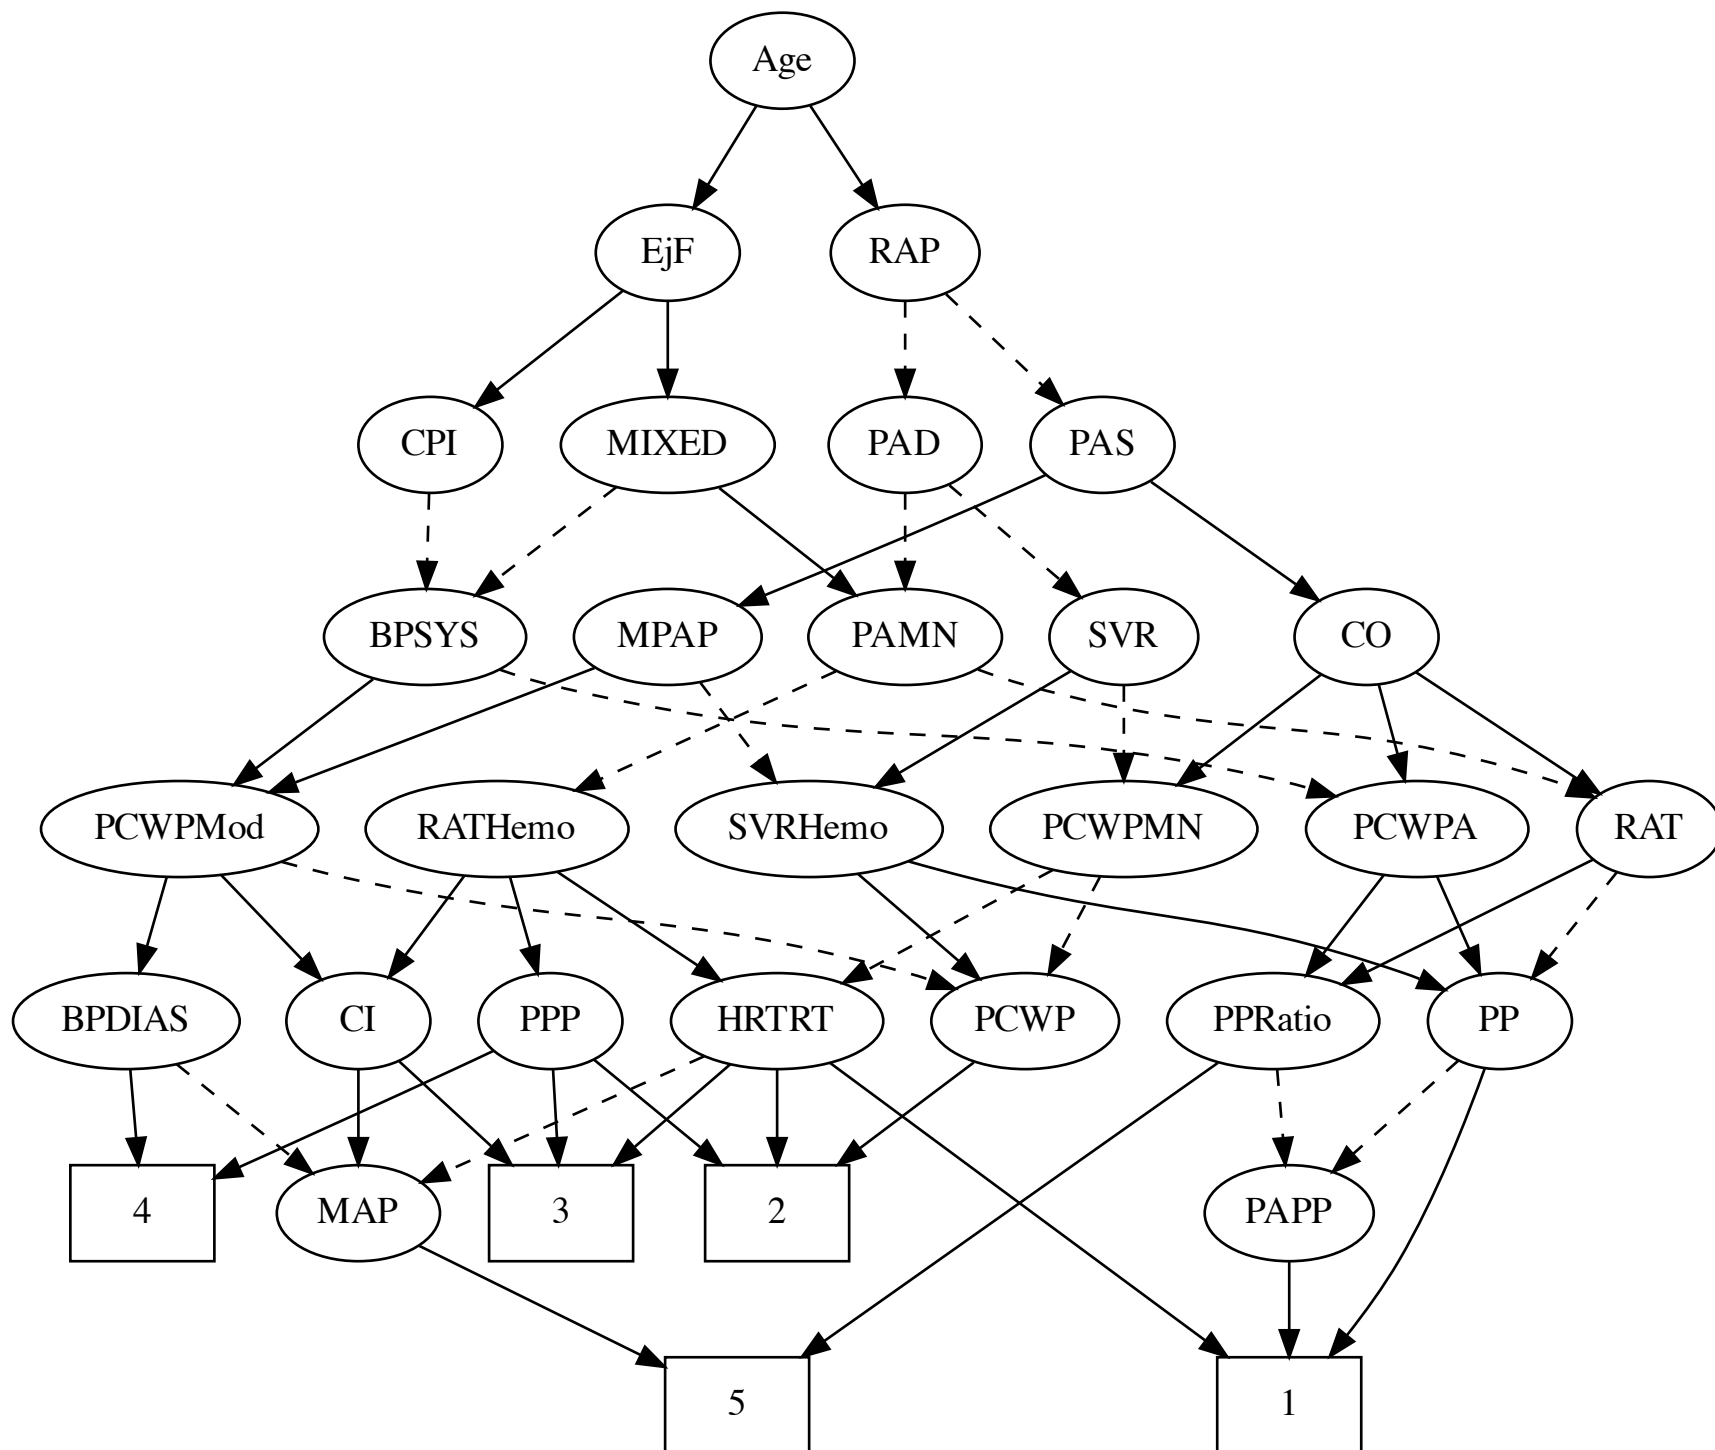 Age
EjF
RAP
CPI
MIXED
PAD
PAS
BPSYS
MPAP
PAMN
SVR
CO
PCWPMod
RATHemo
SVRHemo
PCWPMN
PCWPA
RAT
BPDIAS
CI
PPP
HRTRT
PCWP
PPRatio
PP
4
MAP
3
2
PAPP
5
1